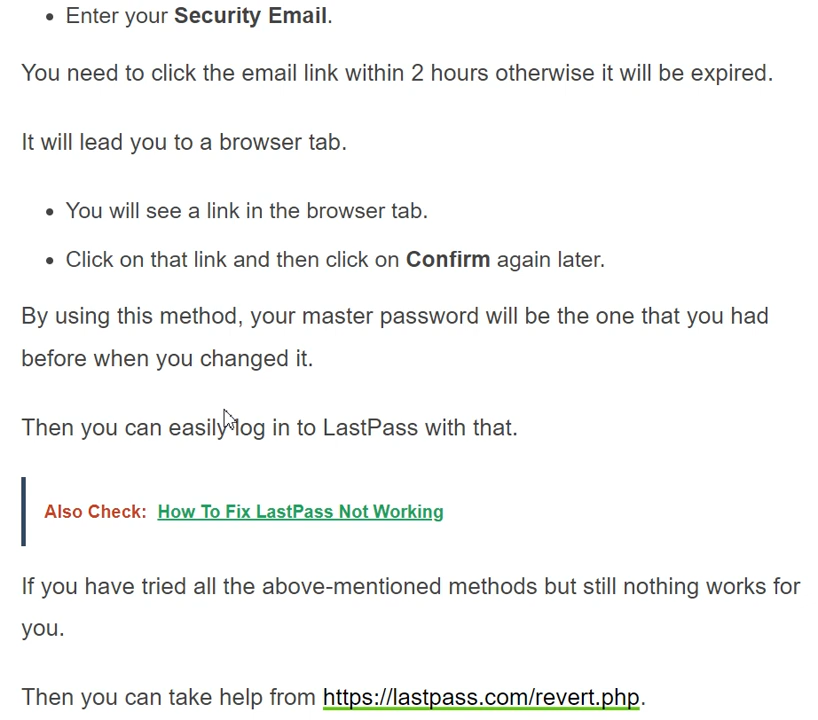 • Enter your Security Email.
You need to click the email link within 2 hours otherwise it will be expired.
It will lead you to a browser tab.
• You will see a link in the browser tab.
• Click on that link and then click on Confirm again later.
By using this method, your master password will be the one that you had
before when you changed it.
Then you can easily log in to LastPass with that.
Also Check: How To Fix LastPass Not Working
If you have tried all the above-mentioned methods but still nothing works for
you.
Then you can take help from https://lastpass.com/revert.php.